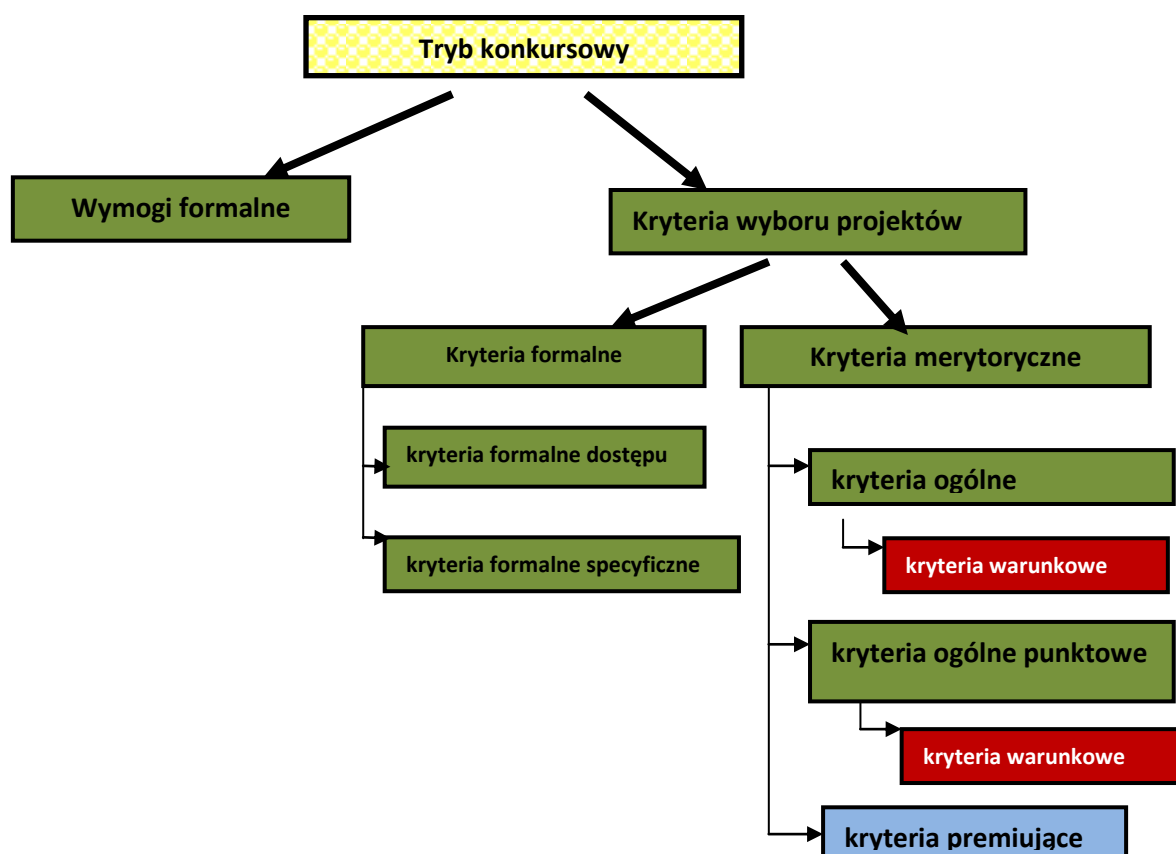 Tryb konkursowy
Wymogi formalne
Kryteria wyboru projektów
Kryteria formalne
Kryteria merytoryczne
kryteria formalne dostępu
kryteria ogólne
kryteria formalne specyficzne
kryteria warunkowe
kryteria ogólne punktowe
kryteria warunkowe
kryteria premiujące